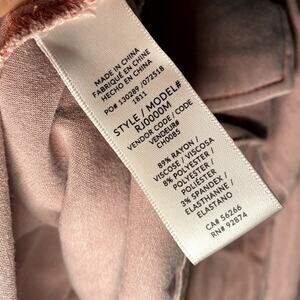 MADE IN CHINA
FABRIQUÉ EN CHINE
HECHO EN CHINA
PO# 130289 /072518
1811
STYLE / MODEL#
RJ0000M
VENDOR CODE / CODE
VENDEUR#
CH0085
89% RAYON /
VISCOSE / VISCOSA
8% POLYESTER /
POLYESTER /
POLIÉSTER
3% SPANDEX /
ELASTHANNE /
ELASTANO
CA# 56266
RN# 92874